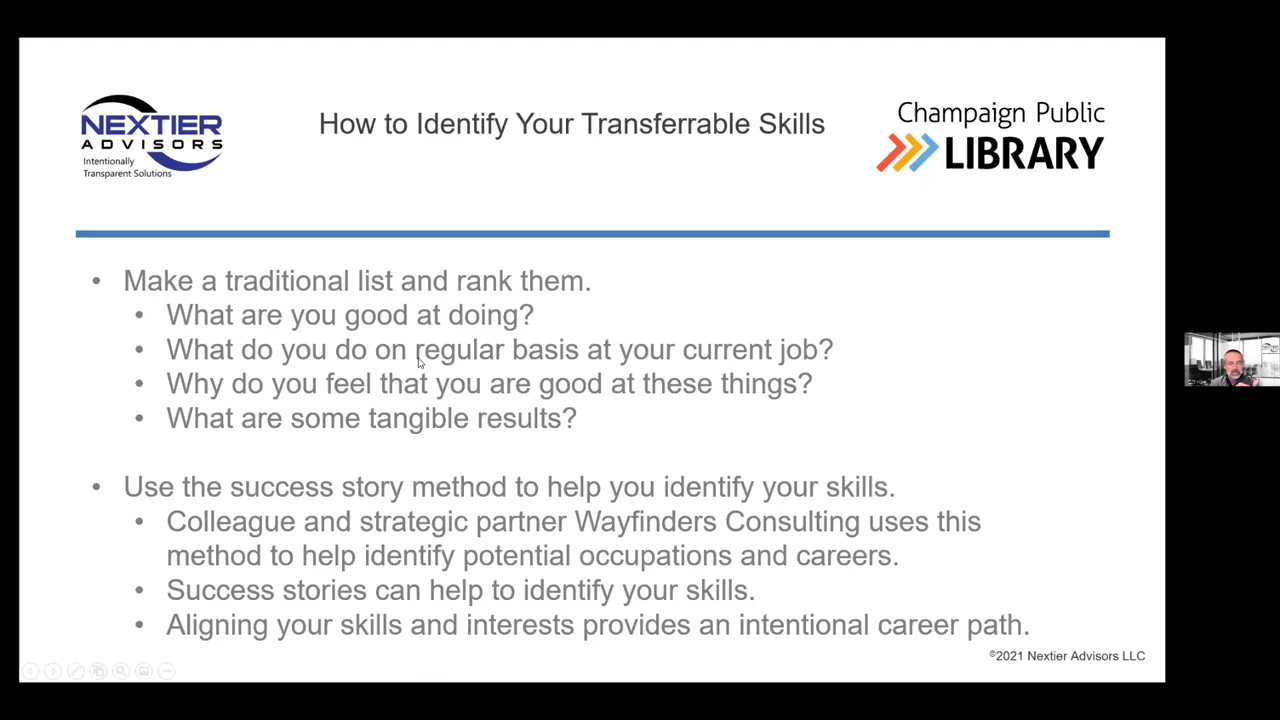 NEXTIER
ADVISORS
Intentionally
Transparent Solutions
How to Identify Your Transferrable Skills
Champaign Public
LIBRARY
• Make a traditional list and rank them.
• What are you good at doing?
• What do you do on regular basis at your current job?
• Why do you feel that you are good at these things?
• What are some tangible results?
• Use the success story method to help you identify your skills.
• Colleague and strategic partner Wayfinders Consulting uses this
method to help identify potential occupations and careers.
• Success stories can help to identify your skills.
• Aligning your skills and interests provides an intentional career path.
©2021 Nextier Advisors LLC